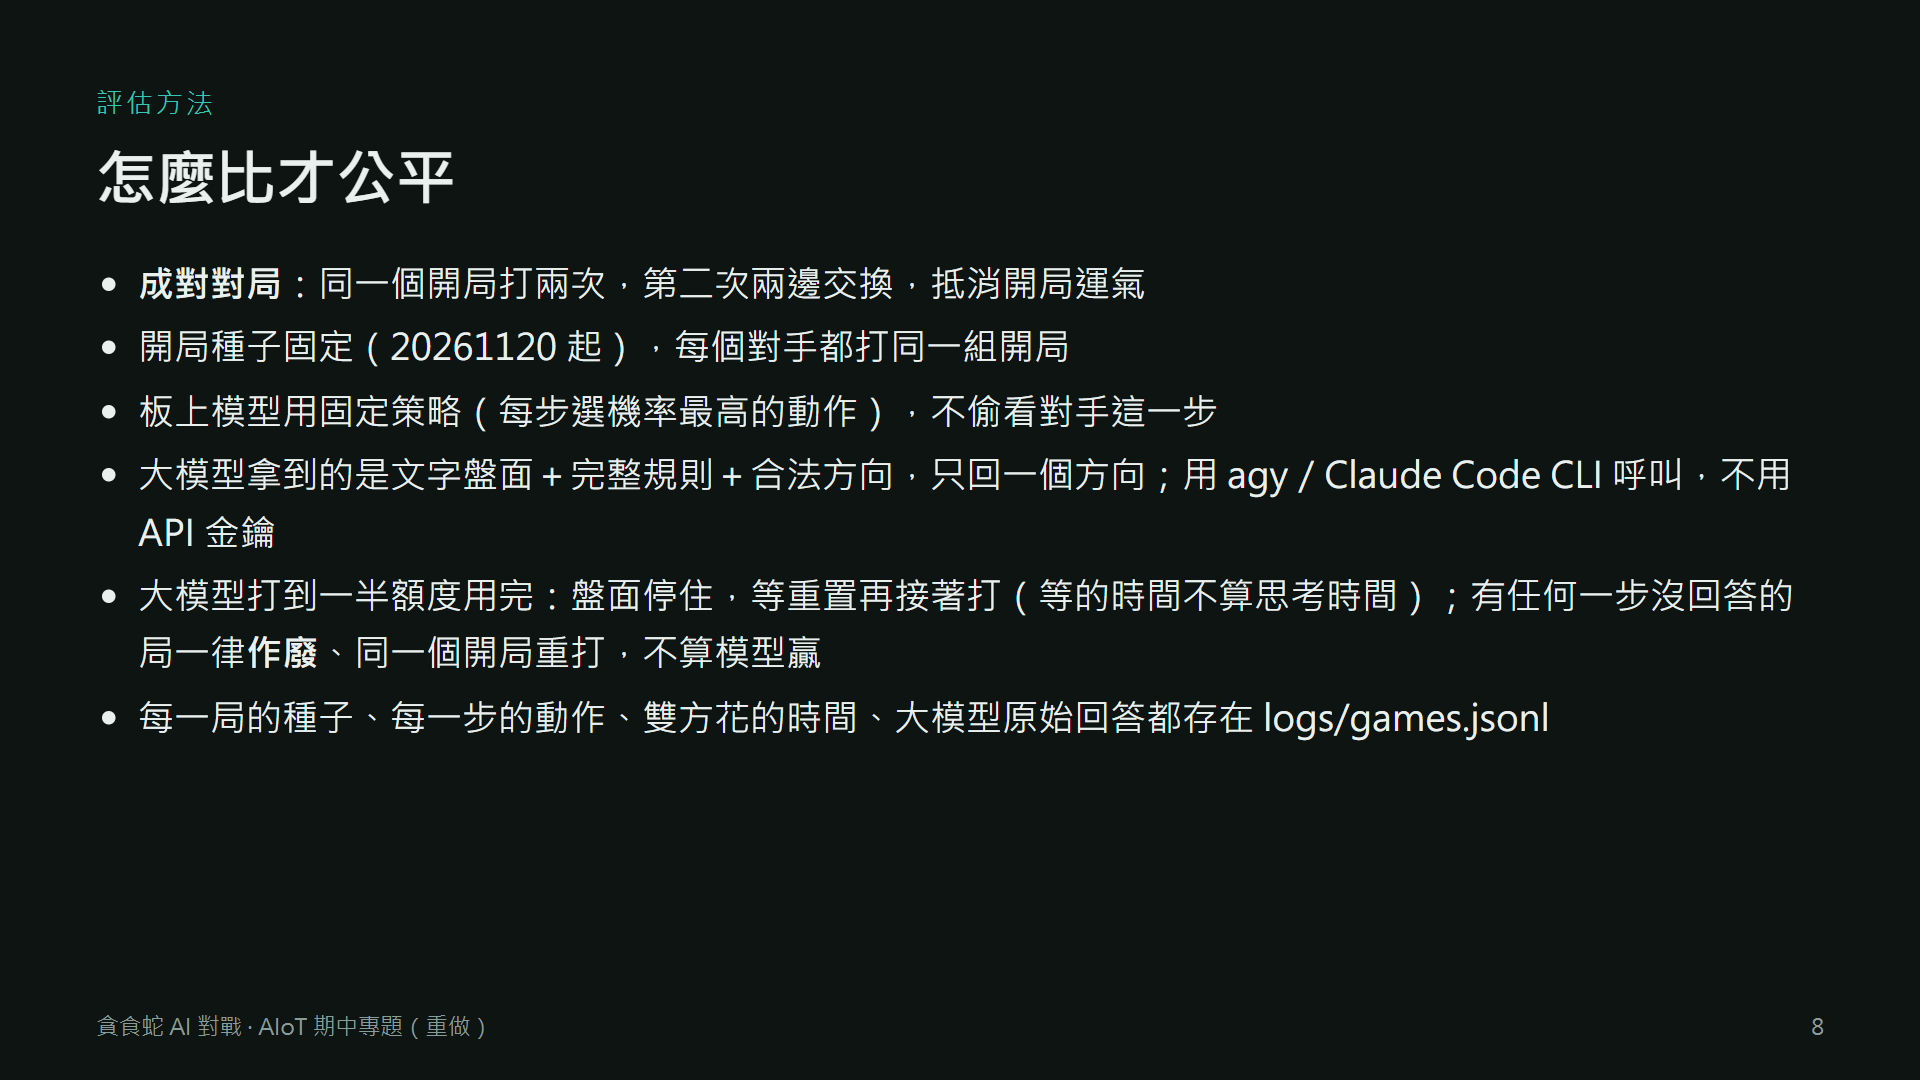 評估方法
怎麼比才公平
• 成對對局：同一個開局打兩次，第二次兩邊交換，抵消開局運氣
• 開局種子固定（20261120 起），每個對手都打同一組開局
• 板上模型用固定策略（每步選機率最高的動作），不偷看對手這一步
• 大模型拿到的是文字盤面＋完整規則＋合法方向，只回一個方向；用 agy / Claude Code CLI 呼叫，不用
API 金鑰
• 大模型打到一半額度用完：盤面停住，等重置再接著打（等的時間不算思考時間）；有任何一步沒回答的
局一律作廢、同一個開局重打，不算模型贏
• 每一局的種子、每一步的動作、雙方花的時間、大模型原始回答都存在 logs/games.jsonl
貪食蛇 AI 對戰 · AIoT 期中專題（重做）
8